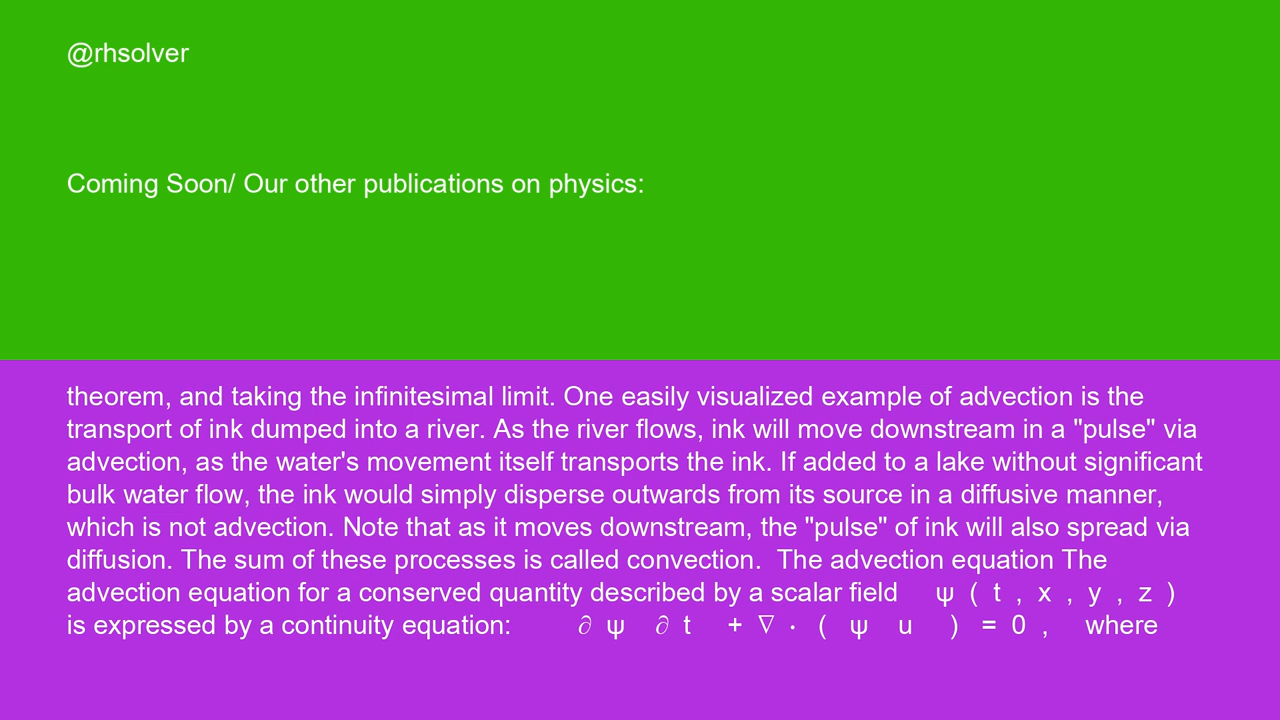 @rhsolver
Coming Soon/ Our other publications on physics:
theorem, and taking the infinitesimal limit. One easily visualized example of advection is the
transport of ink dumped into a river. As the river flows, ink will move downstream in a "pulse" via
advection, as the water's movement itself transports the ink. If added to a lake without significant
bulk water flow, the ink would simply disperse outwards from its source in a diffusive manner,
which is not advection. Note that as it moves downstream, the "pulse" of ink will also spread via
diffusion. The sum of these processes is called convection.  The advection equation The
advection equation for a conserved quantity described by a scalar field ψ ( t , x , y , z )
is expressed by a continuity equation: ∂ ψ ∂ t + ∇ ⋅ ( ψ u ) = 0 , where